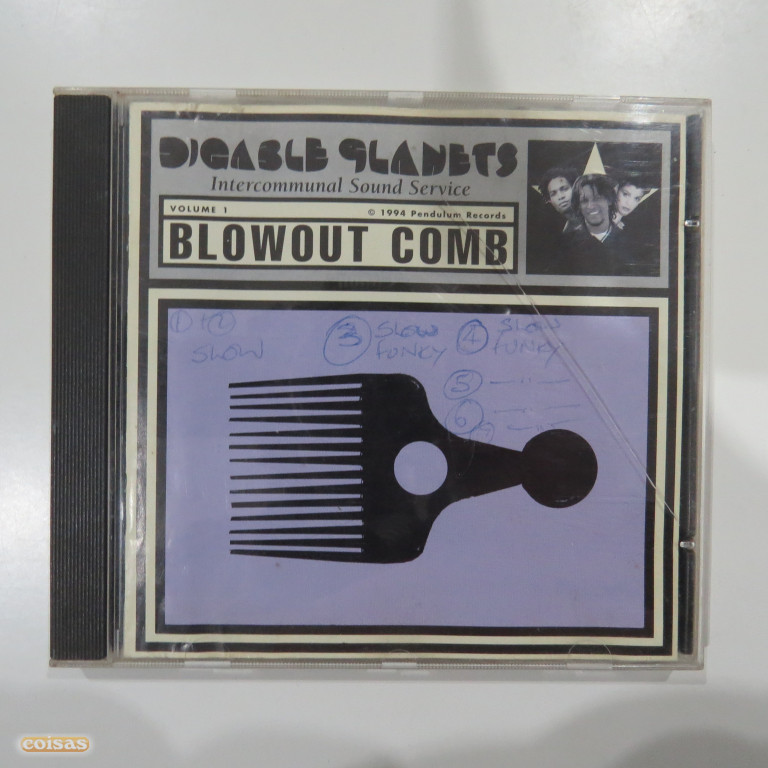 DIGABLE PLANETS
Intercommunal Sound Service
VOLUME 1 © 1994 Pendulum Records
BLOWOUT COMB
① + ② ③ SLOW ④ SLOW
SLOW FUNKY FUNKY
⑤ —··—
⑥ —··—
coisas